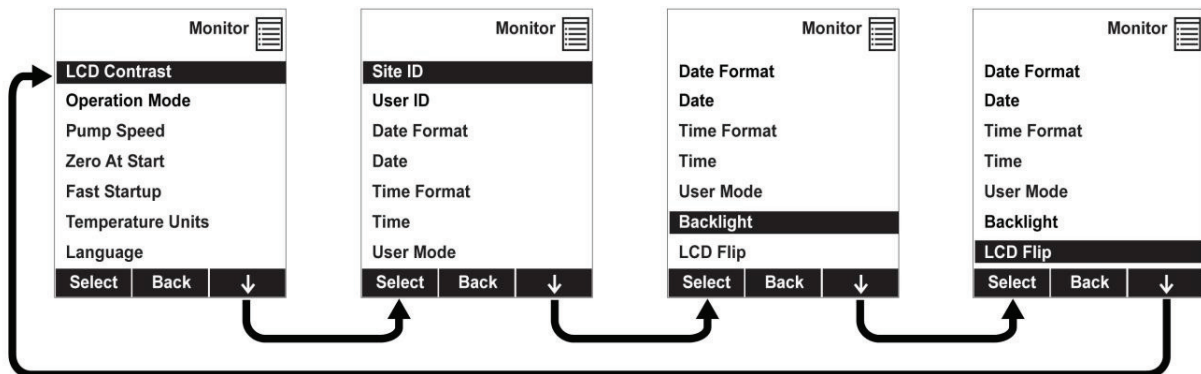 Monitor
LCD Contrast
Operation Mode
Pump Speed
Zero At Start
Fast Startup
Temperature Units
Language
Select Back ↓
Monitor
Site ID
User ID
Date Format
Date
Time Format
Time
User Mode
Select Back ↓
Monitor
Date Format
Date
Time Format
Time
User Mode
Backlight
LCD Flip
Select Back ↓
Monitor
Date Format
Date
Time Format
Time
User Mode
Backlight
LCD Flip
Select Back ↓